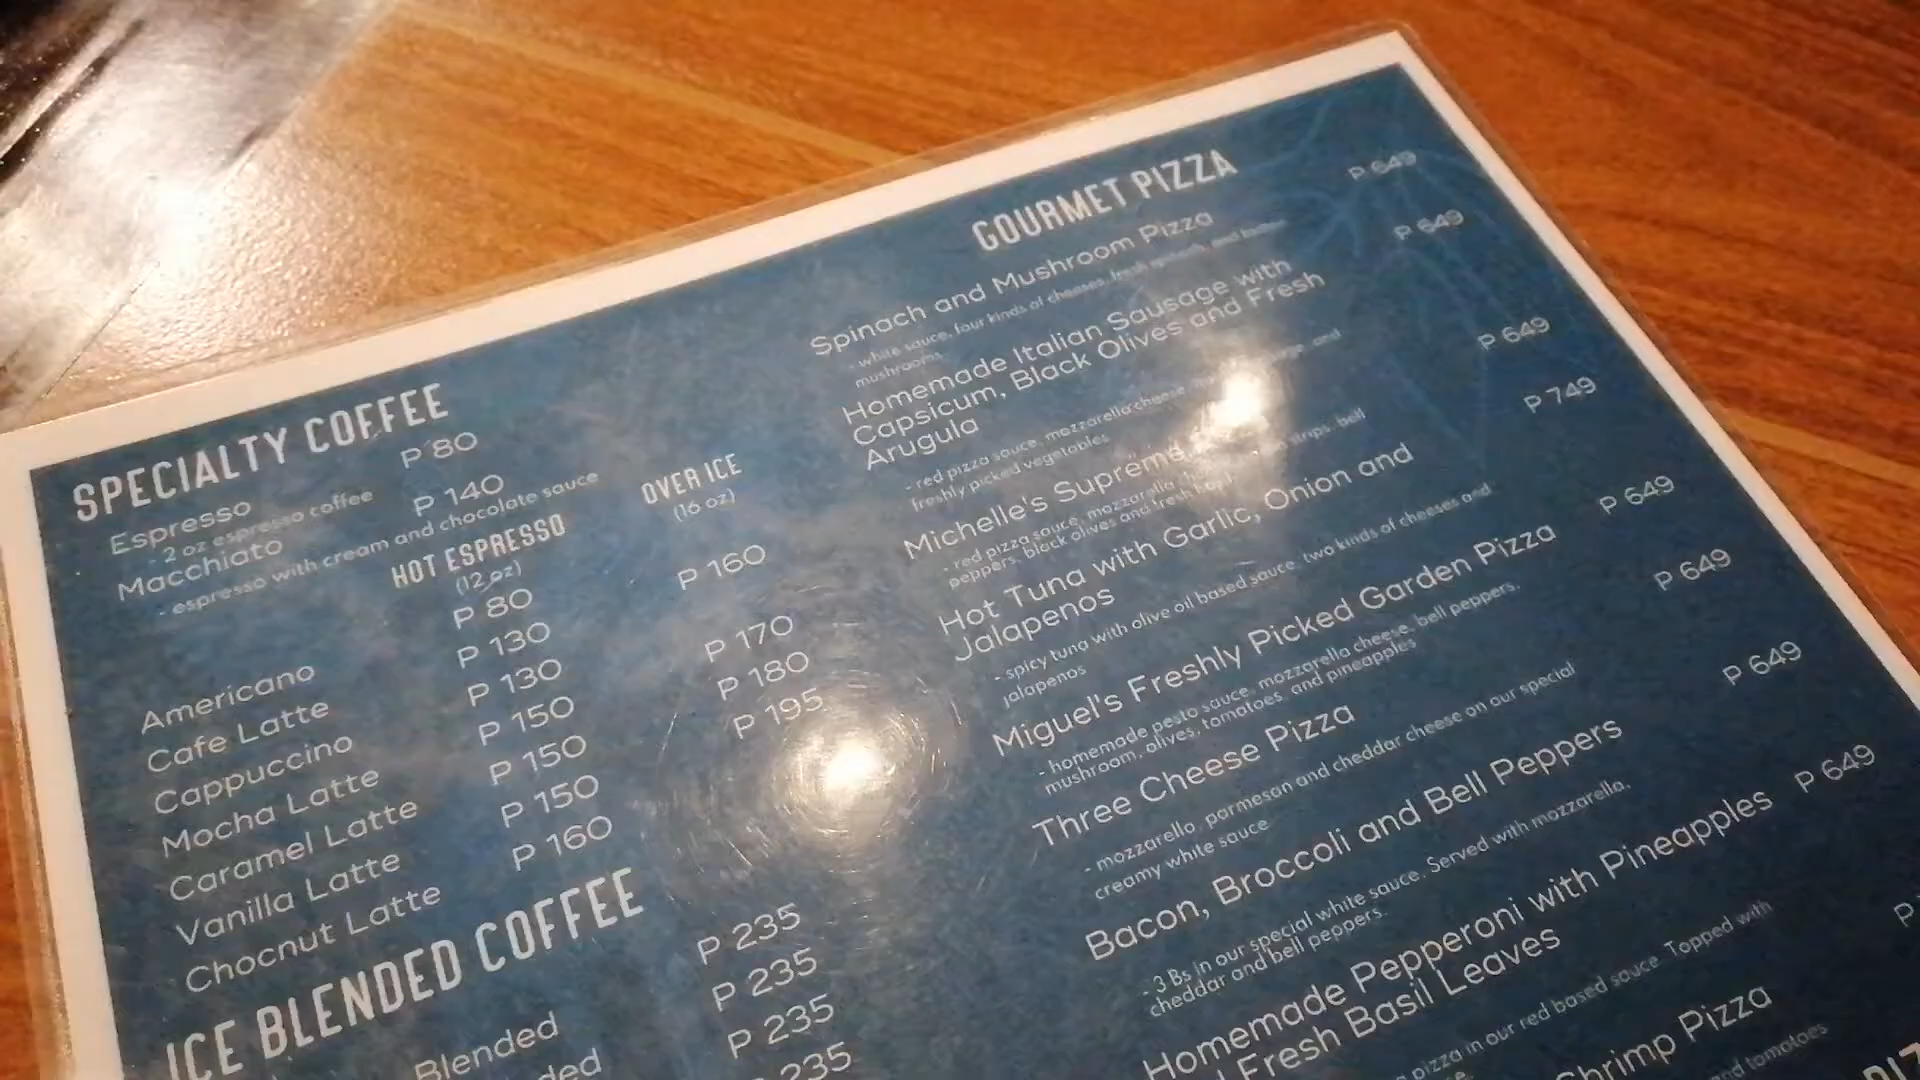 SPECIALTY COFFEE
Espresso P 80
- 2 oz espresso coffee
Macchiato P 140
- espresso with cream and chocolate sauce
HOT ESPRESSO OVER ICE
(12 oz) (16 oz)
P 80
P 130 P 160
P 130
P 150 P 170
P 150 P 180
P 150 P 195
P 160
Americano
Cafe Latte
Cappuccino
Mocha Latte
Caramel Latte
Vanilla Latte
Chocnut Latte
ICE BLENDED COFFEE
Blended
P 235
P 235
P 235
235
GOURMET PIZZA
Spinach and Mushroom Pizza P 649
- white sauce, four kinds of cheeses, fresh spinach, and
mushrooms
Homemade Italian Sausage with P 649
Capsicum, Black Olives and Fresh
Arugula
- red pizza sauce, mozzarella cheese and
freshly picked vegetables
Michelle's Supreme P 649
- red pizza sauce, mozzarella strips, bell
peppers, black olives and fresh
Hot Tuna with Garlic, Onion and P 749
Jalapenos
- spicy tuna with olive oil based sauce, two kinds of cheeses and
jalapenos
Miguel's Freshly Picked Garden Pizza P 649
- homemade pesto sauce, mozzarella cheese, bell peppers,
mushroom, olives, tomatoes, and pineapples
Three Cheese Pizza P 649
- mozzarella, parmesan and cheddar cheese on our special
creamy white sauce
Bacon, Broccoli and Bell Peppers P 649
- 3 Bs in our special white sauce. Served with mozzarella,
cheddar and bell peppers.
Homemade Pepperoni with Pineapples P 649
Fresh Basil Leaves
pizza in our red based sauce. Topped with
Shrimp Pizza
and tomatoes